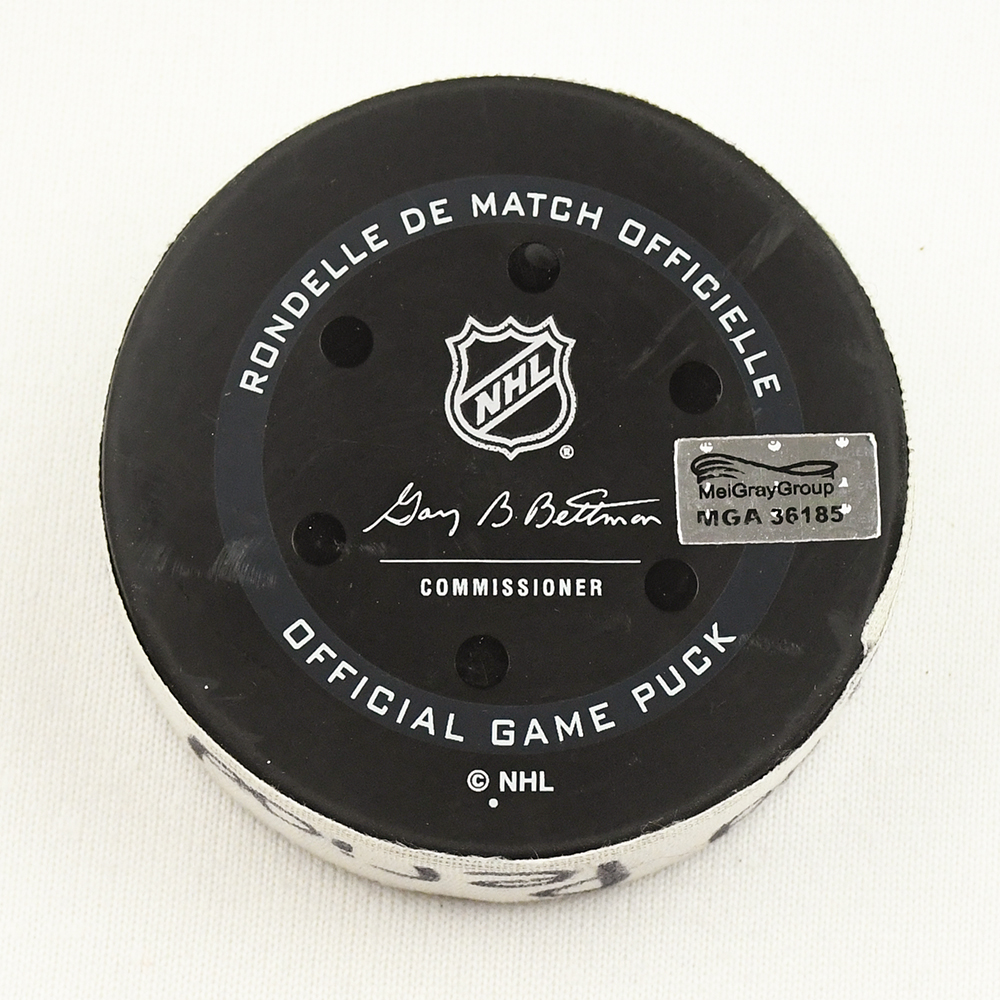 RONDELLE DE MATCH OFFICIELLE
NHL
®
Gary B. Bettman
MeiGrayGroup
MGA 36185
COMMISSIONER
OFFICIAL GAME PUCK
© NHL